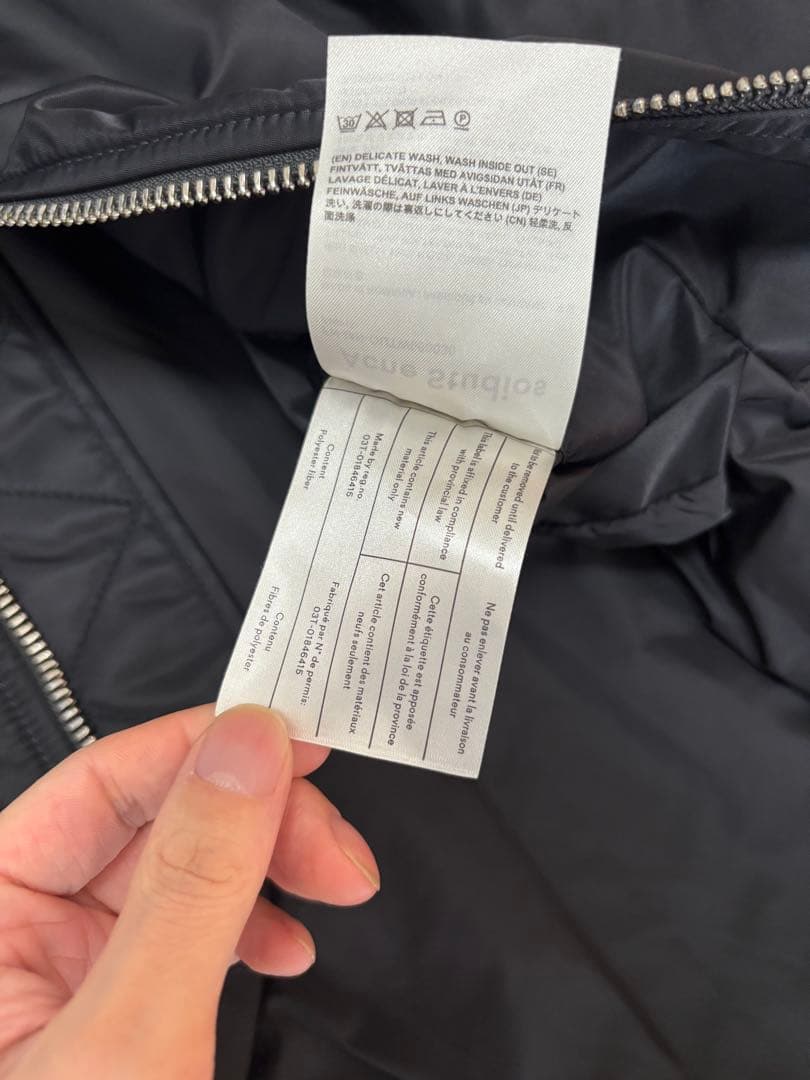 30
P
(EN) DELICATE WASH, WASH INSIDE OUT (SE)
FINTVÄTT, TVÄTTAS MED AVIGSIDAN UTÅT (FR)
LAVAGE DÉLICAT, LAVER À L'ENVERS (DE)
FEINWÄSCHE, AUF LINKS WASCHEN (JP) デリケート
洗い, 洗濯の際は裏返しにしてください (CN) 轻柔洗, 反
面洗涤
Acne Studios
to be removed until delivered
to the customer
Ne pas enlever avant la livraison
au consommateur
This label is affixed in compliance
with provincial law
Cette étiquette est apposée
conformément à la loi de la province
This article contains new
material only
Cet article contient des matériaux
neufs seulement
Made by reg.no.
03T-01846415
Fabriqué par N° de permis:
03T-01846415
Content
Polyester fiber
Contenu
Fibres de polyester